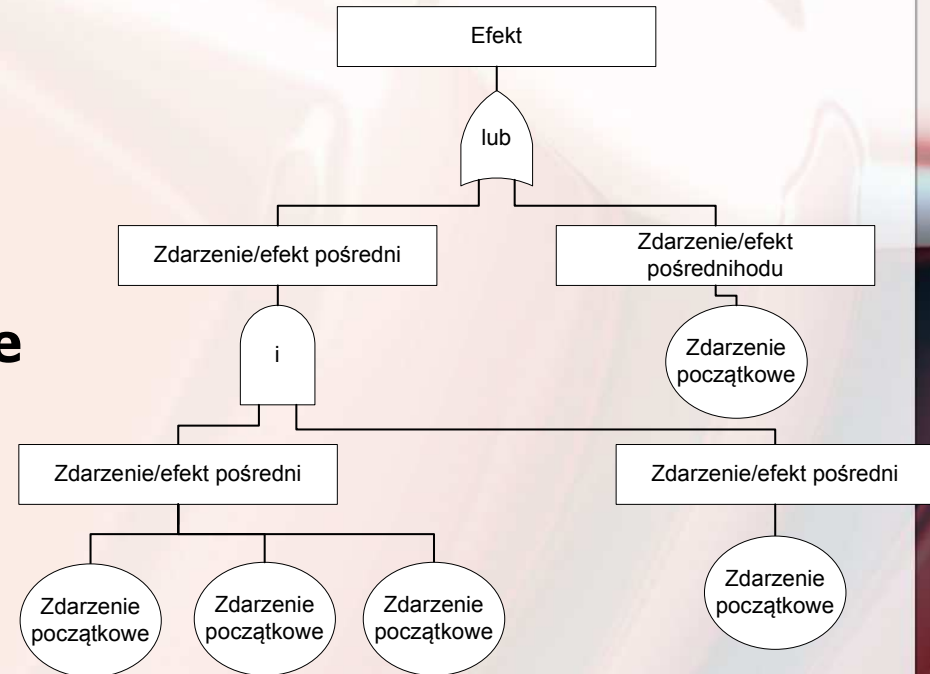 Efekt
lub
Zdarzenie/efekt pośredni
Zdarzenie/efekt
pośrednihodu
i
Zdarzenie
początkowe
e
Zdarzenie/efekt pośredni
Zdarzenie/efekt pośredni
Zdarzenie
początkowe
Zdarzenie
początkowe
Zdarzenie
początkowe
Zdarzenie
początkowe